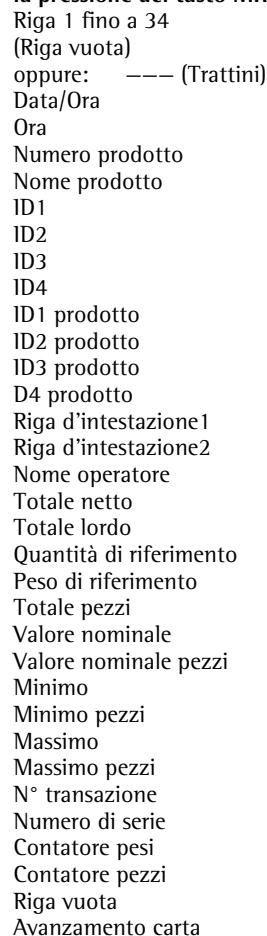 Riga 1 fino a 34
(Riga vuota)
oppure: ––– (Trattini)
Data/Ora
Ora
Numero prodotto
Nome prodotto
ID1
ID2
ID3
ID4
ID1 prodotto
ID2 prodotto
ID3 prodotto
D4 prodotto
Riga d'intestazione1
Riga d'intestazione2
Nome operatore
Totale netto
Totale lordo
Quantità di riferimento
Peso di riferimento
Totale pezzi
Valore nominale
Valore nominale pezzi
Minimo
Minimo pezzi
Massimo
Massimo pezzi
N° transazione
Numero di serie
Contatore pesi
Contatore pezzi
Riga vuota
Avanzamento carta